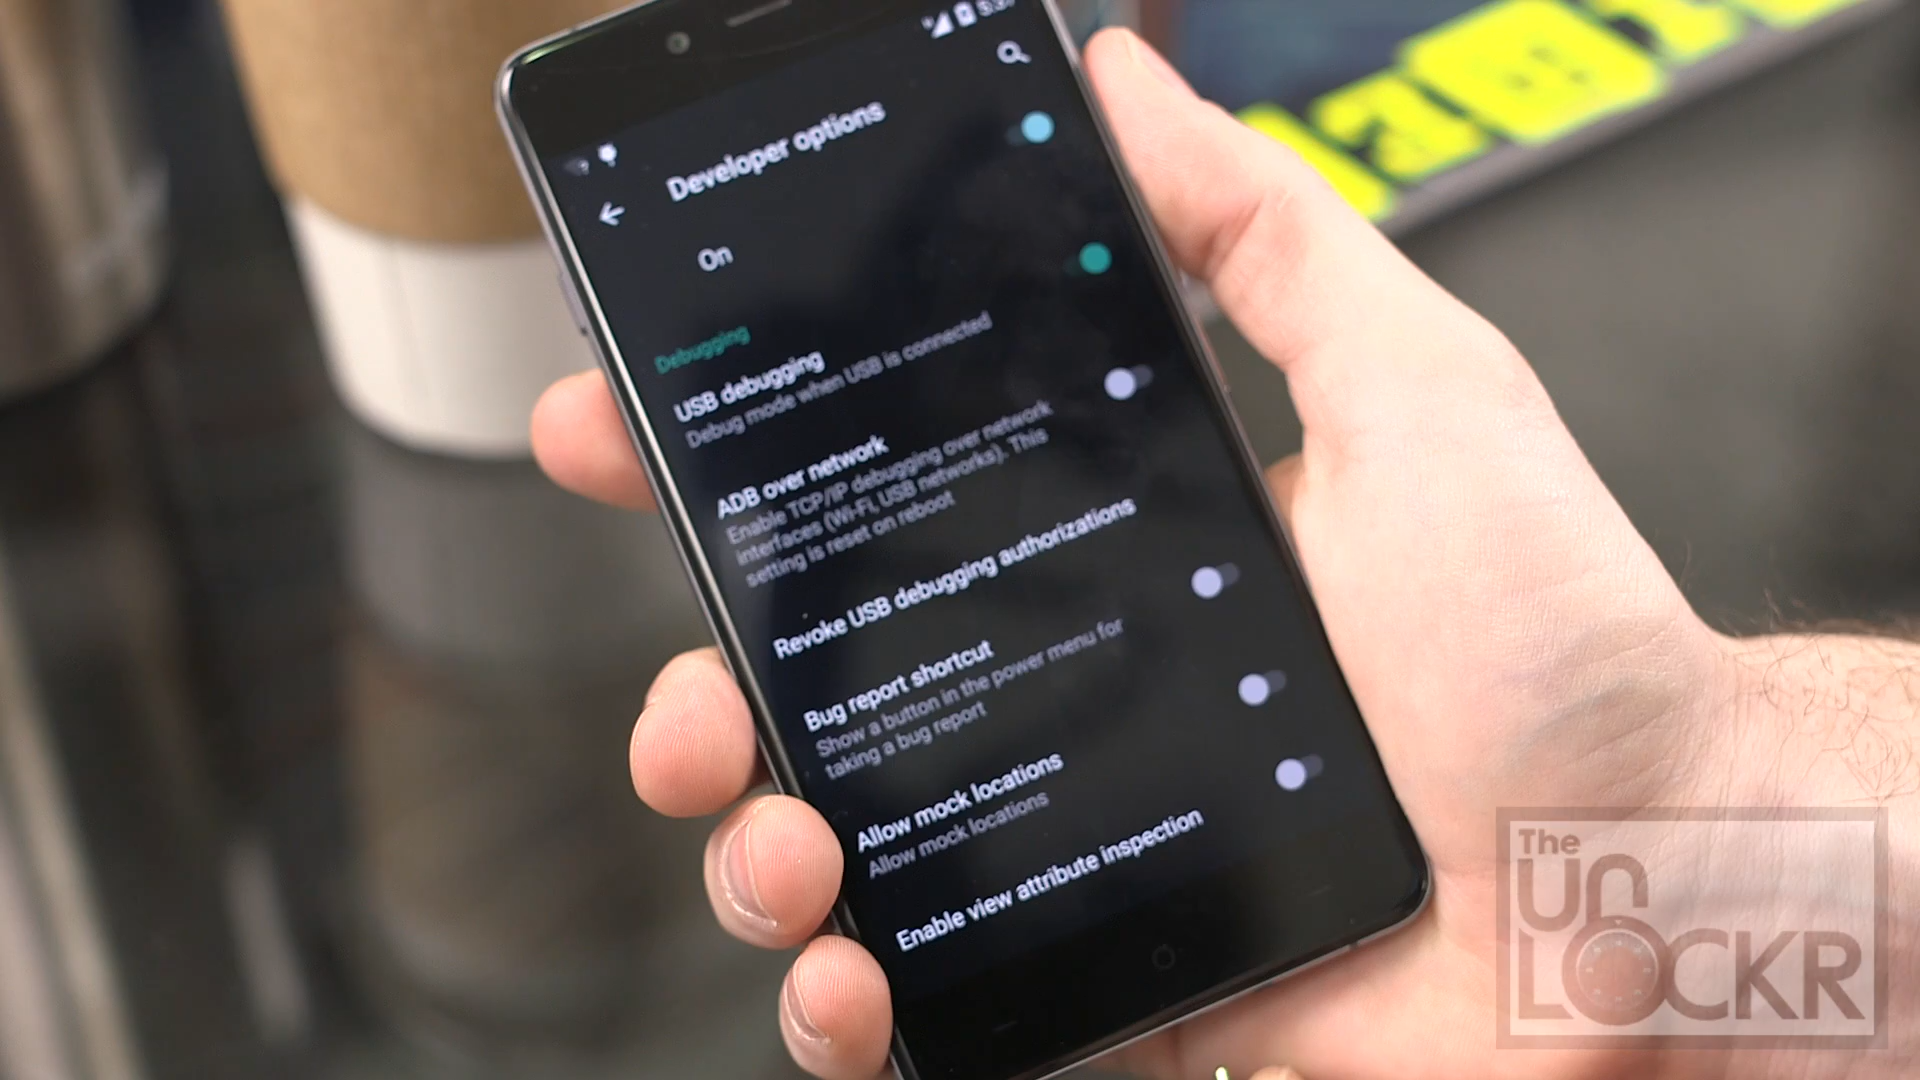 Developer options
On
Debugging
USB debugging
Debug mode when USB is connected
ADB over network
Enable TCP/IP debugging over network
interfaces (Wi-Fi, USB networks). This
setting is reset on reboot
Revoke USB debugging authorizations
Bug report shortcut
Show a button in the power menu for
taking a bug report
Allow mock locations
Allow mock locations
Enable view attribute inspection
The
UN
LOCKR